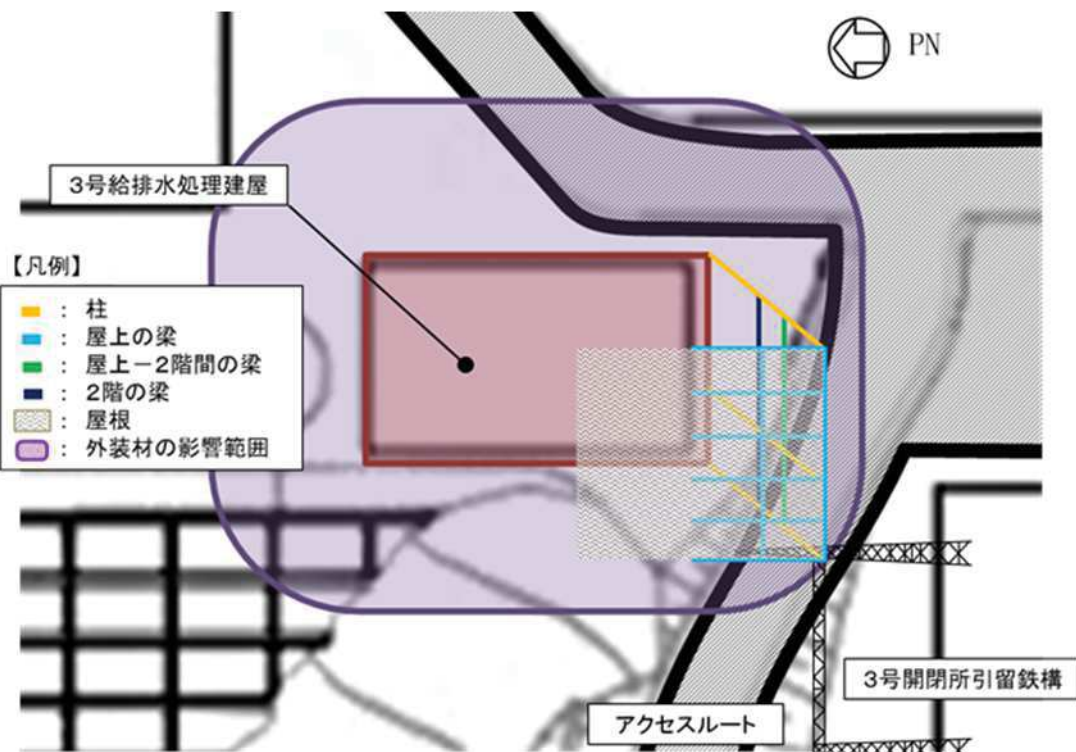 PN
3号給排水処理建屋
【凡例】
: 柱
: 屋上の梁
: 屋上-2階間の梁
: 2階の梁
: 屋根
: 外装材の影響範囲
3号開閉所引留鉄構
アクセスルート